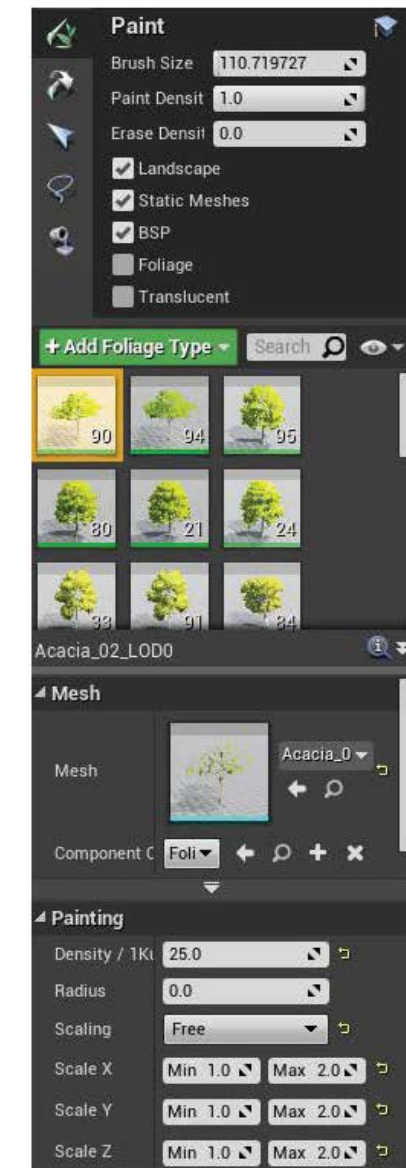 Paint
Brush Size 110.719727
Paint Densit 1.0
Erase Densit 0.0
Landscape
Static Meshes
BSP
Foliage
Translucent
+ Add Foliage Type Search
90 94 95
80 21 24
33 91 84
Acacia_02_LOD0
Mesh
Acacia_0
Mesh
Component C Foli
Painting
Density / 1Ku 25.0
Radius 0.0
Scaling Free
Scale X Min 1.0 Max 2.0
Scale Y Min 1.0 Max 2.0
Scale Z Min 1.0 Max 2.0